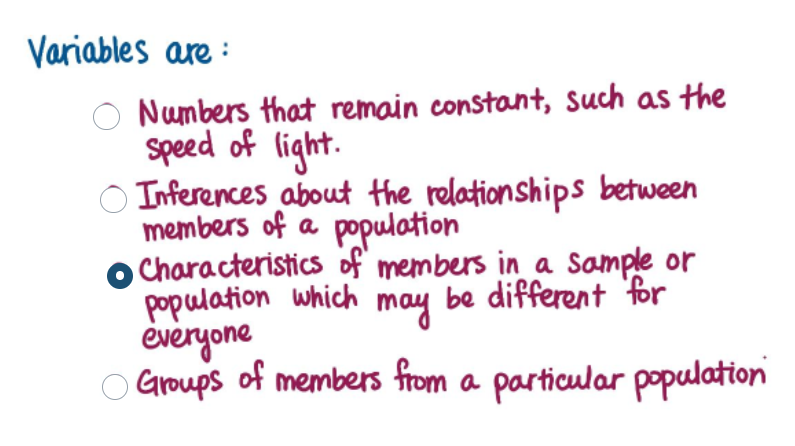 Variables are:
Numbers that remain constant, such as the
speed of light.
Inferences about the relationships between
members of a population
Characteristics of members in a sample or
population which may be different for
everyone
Groups of members from a particular population